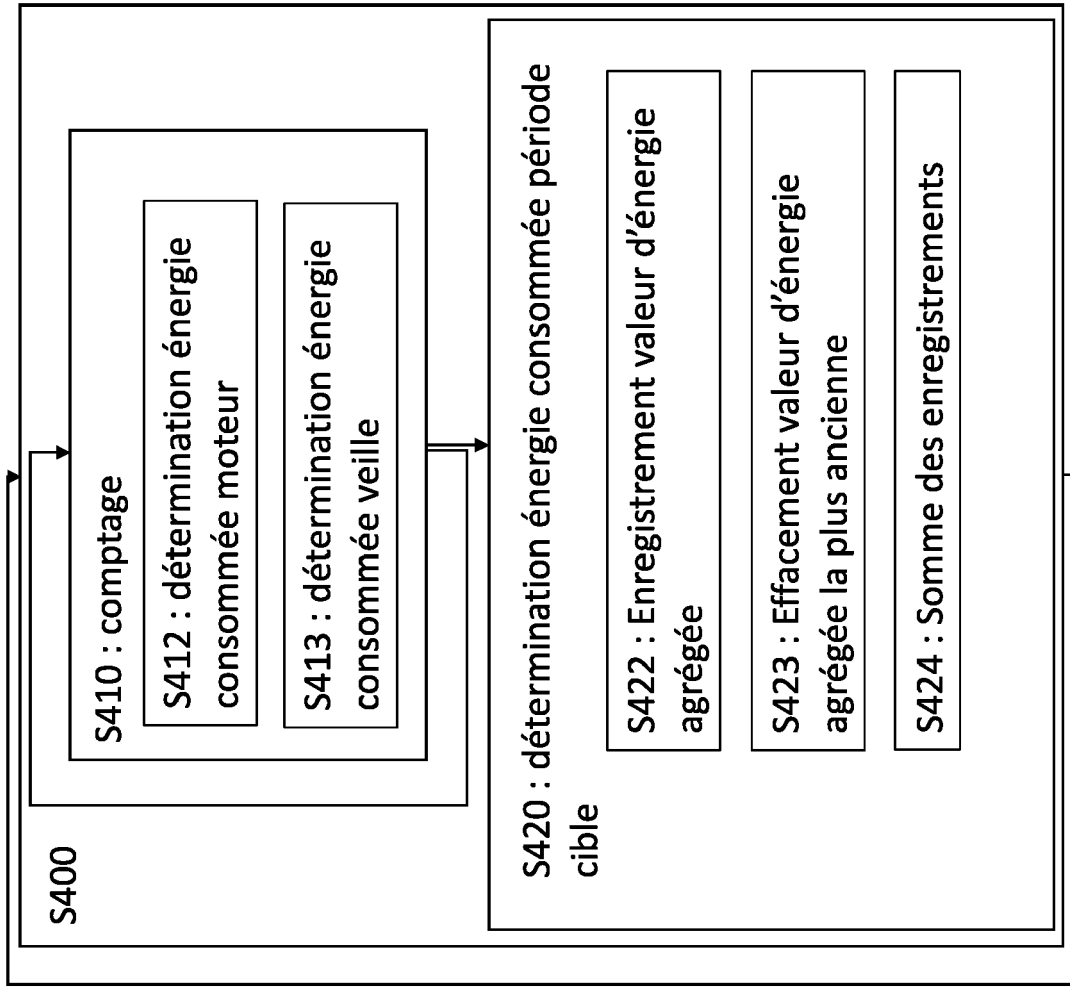 S400
S410 : comptage
S412 : détermination énergie
consommée moteur
S413 : détermination énergie
consommée veille
S420 : détermination énergie consommée période
cible
S422 : Enregistrement valeur d'énergie
agrégée
S423 : Effacement valeur d'énergie
agrégée la plus ancienne
S424 : Somme des enregistrements